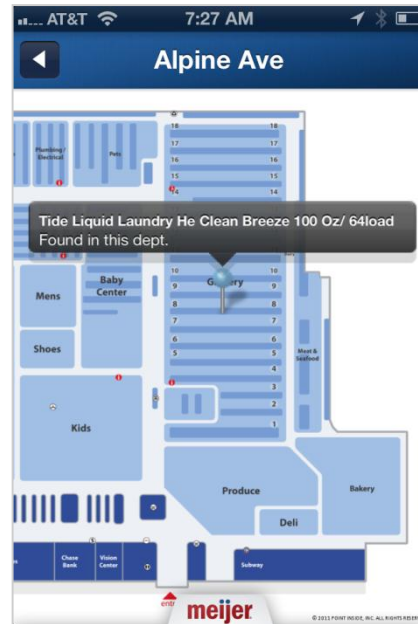 AT&T 7:27 AM
Alpine Ave
Plumbing / Electrical
Pets
18 18
17 17
16 16
15 15
14 14
Tide Liquid Laundry He Clean Breeze 100 Oz/ 64load
Found in this dept.
10 10
Baby Center
9 9
8 8
Mens
7 7
6 6
Shoes
5 5
Meat & Seafood
4
3
2
Kids
1
Produce
Bakery
Deli
Chase Bank
Vision Center
Subway
meijer
© 2011 POINT INSIDE, INC. ALL RIGHTS